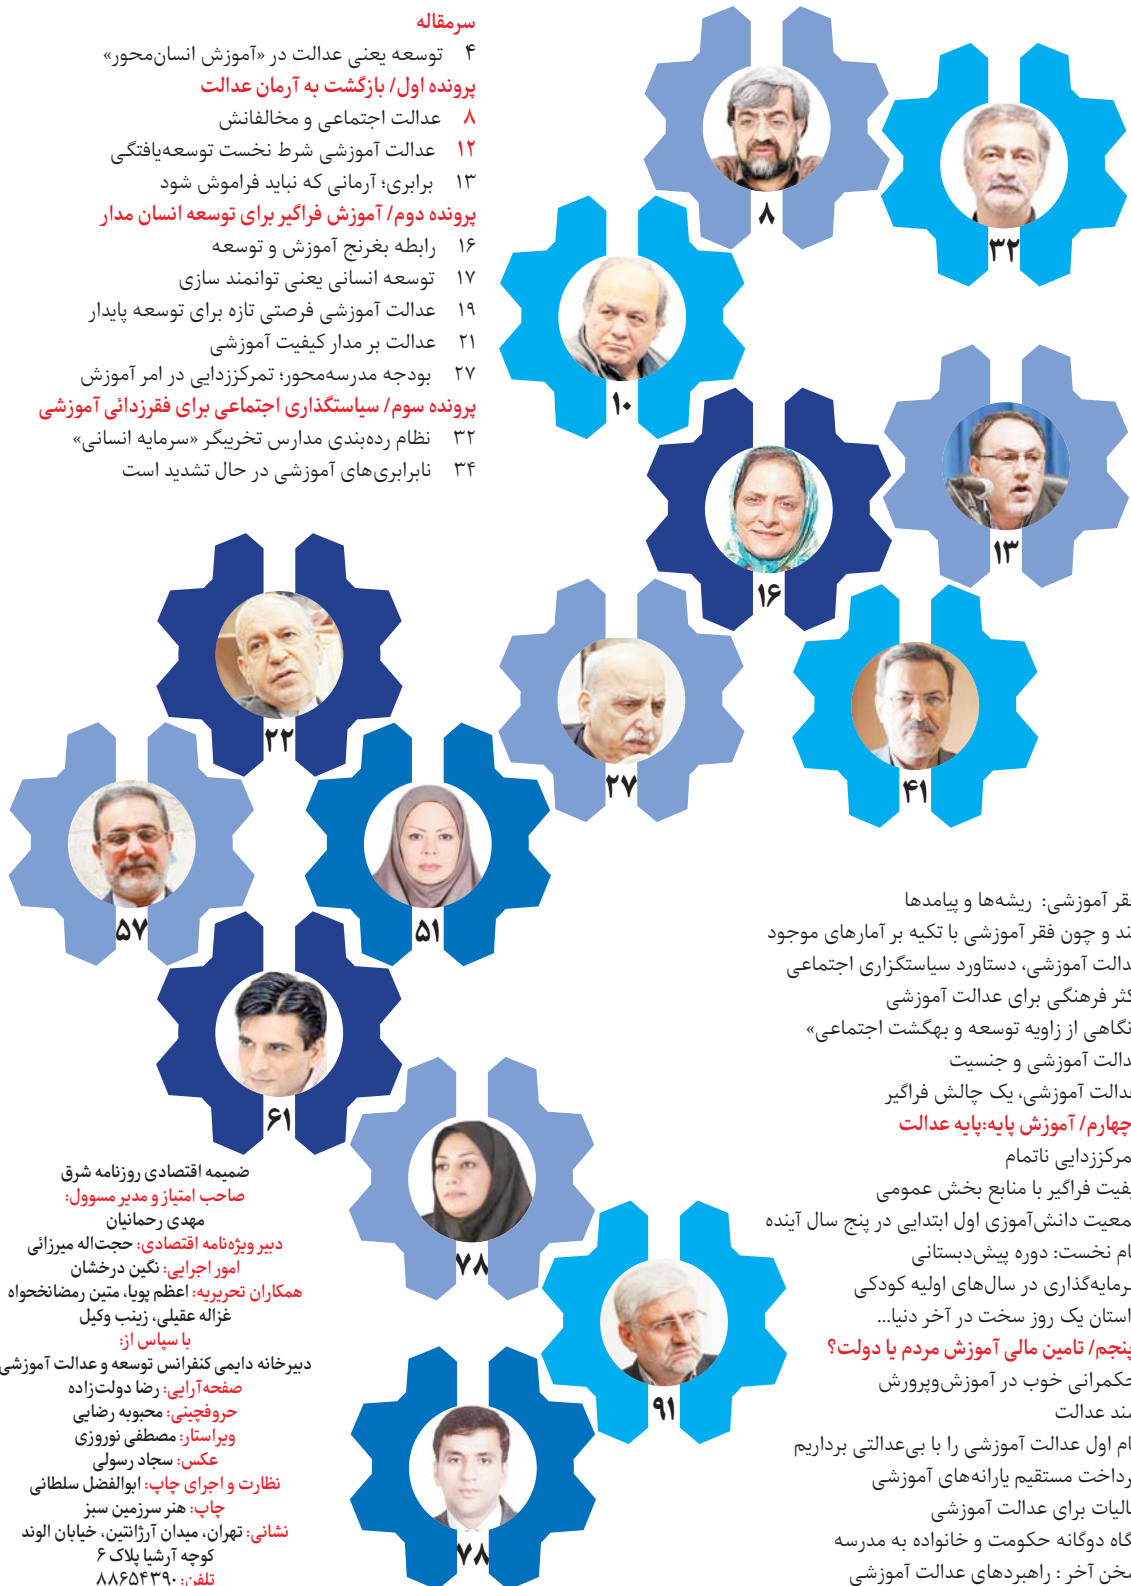 سرمقاله
۴ توسعه یعنی عدالت در «آموزش انسان‌محور»
پرونده اول/ بازگشت به آرمان عدالت
۸ عدالت اجتماعی و مخالفانش
۱۲ عدالت آموزشی شرط نخست توسعه‌یافتگی
۱۳ برابری؛ آرمانی که نباید فراموش شود
پرونده دوم/ آموزش فراگیر برای توسعه انسان مدار
۱۶ رابطه بغرنج آموزش و توسعه
۱۷ توسعه انسانی یعنی توانمند سازی
۱۹ عدالت آموزشی فرصتی تازه برای توسعه پایدار
۲۱ عدالت بر مدار کیفیت آموزشی
۲۷ بودجه مدرسه‌محور؛ تمرکززدایی در امر آموزش
پرونده سوم/ سیاستگذاری اجتماعی برای فقرزدائی آموزشی
۳۲ نظام رده‌بندی مدارس تخریبگر «سرمایه انسانی»
۳۴ نابرابری‌های آموزشی در حال تشدید است
۸
۳۲
۱۰
۱۳
۱۶
۲۲
۲۷
۴۱
۵۷
۵۱
۶۱
۷۸
۹۱
۷۸
فقر آموزشی: ریشه‌ها و پیامدها
ند و چون فقر آموزشی با تکیه بر آمارهای موجود
دالت آموزشی، دستاورد سیاستگزاری اجتماعی
کثر فرهنگی برای عدالت آموزشی
نگاهی از زاویه توسعه و بهگشت اجتماعی»
دالت آموزشی و جنسیت
عدالت آموزشی، یک چالش فراگیر
چهارم/ آموزش پایه:پایه عدالت
مرکززدایی ناتمام
یفیت فراگیر با منابع بخش عمومی
معیت دانش‌آموزی اول ابتدایی در پنج سال آینده
ام نخست: دوره پیش‌دبستانی
رمایه‌گذاری در سال‌های اولیه کودکی
استان یک روز سخت در آخر دنیا...
پنجم/ تامین مالی آموزش مردم یا دولت؟
حکمرانی خوب در آموزش‌وپرورش
ند عدالت
ام اول عدالت آموزشی را با بی‌عدالتی برداریم
رداخت مستقیم یارانه‌های آموزشی
الیات برای عدالت آموزشی
گاه دوگانه حکومت و خانواده به مدرسه
سخن آخر : راهبردهای عدالت آموزشی
ضمیمه اقتصادی روزنامه شرق
صاحب امتیاز و مدیر مسوول:
مهدی رحمانیان
دبیر ویژه‌نامه اقتصادی: حجت‌اله میرزائی
امور اجرایی: نگین درخشان
همکاران تحریریه: اعظم پویا، متین رمضانخواه
غزاله عقیلی، زینب وکیل
با سپاس از:
دبیرخانه دایمی کنفرانس توسعه و عدالت آموزشی
صفحه‌آرایی: رضا دولت‌زاده
حروفچینی: محبوبه رضایی
ویراستار: مصطفی نوروزی
عکس: سجاد رسولی
نظارت و اجرای چاپ: ابوالفضل سلطانی
چاپ: هنر سرزمین سبز
نشانی: تهران، میدان آرژانتین، خیابان الوند
کوچه آرشیا پلاک ۶
تلفن: ۸۸۶۵۴۳۹۰